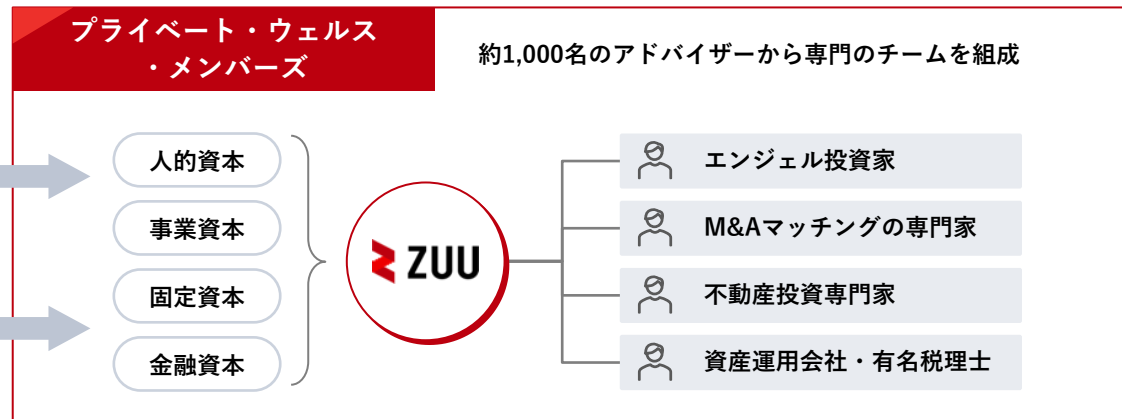 プライベート・ウェルス
・メンバーズ
約1,000名のアドバイザーから専門のチームを組成
人的資本
事業資本
固定資本
金融資本
ZUU
エンジェル投資家
M&Aマッチングの専門家
不動産投資専門家
資産運用会社・有名税理士